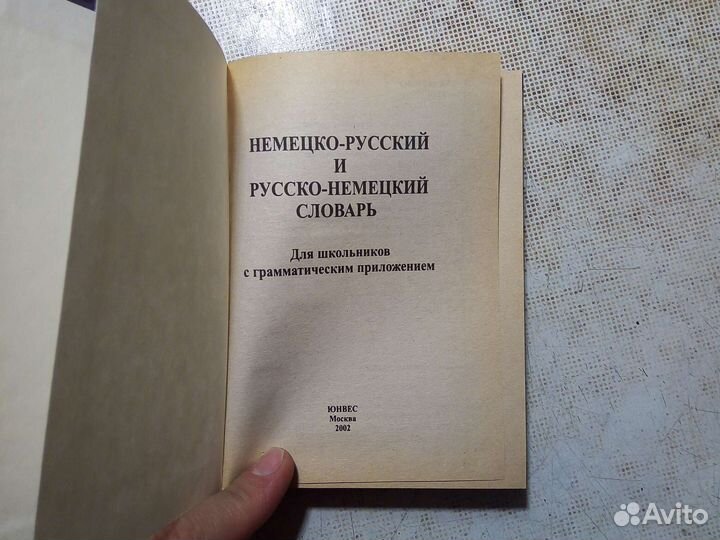 НЕМЕЦКО-РУССКИЙ
И
РУССКО-НЕМЕЦКИЙ
СЛОВАРЬ
Для школьников
с грамматическим приложением
ЮНВЕС
Москва
2002
Avito